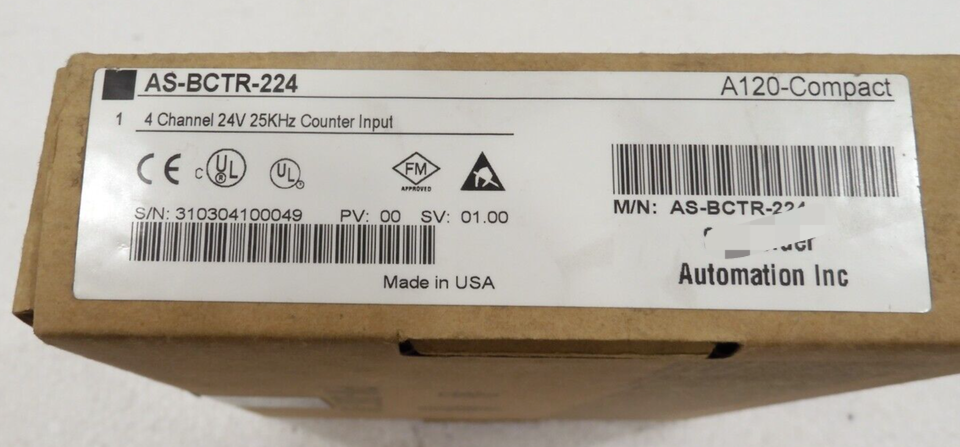 AS-BCTR-224
A120-Compact
1 4 Channel 24V 25KHz Counter Input
CE C UL ® UL ® FM
APPROVED
S/N: 310304100049 PV: 00 SV: 01.00
M/N: AS-BCTR-224
Automation Inc
Made in USA